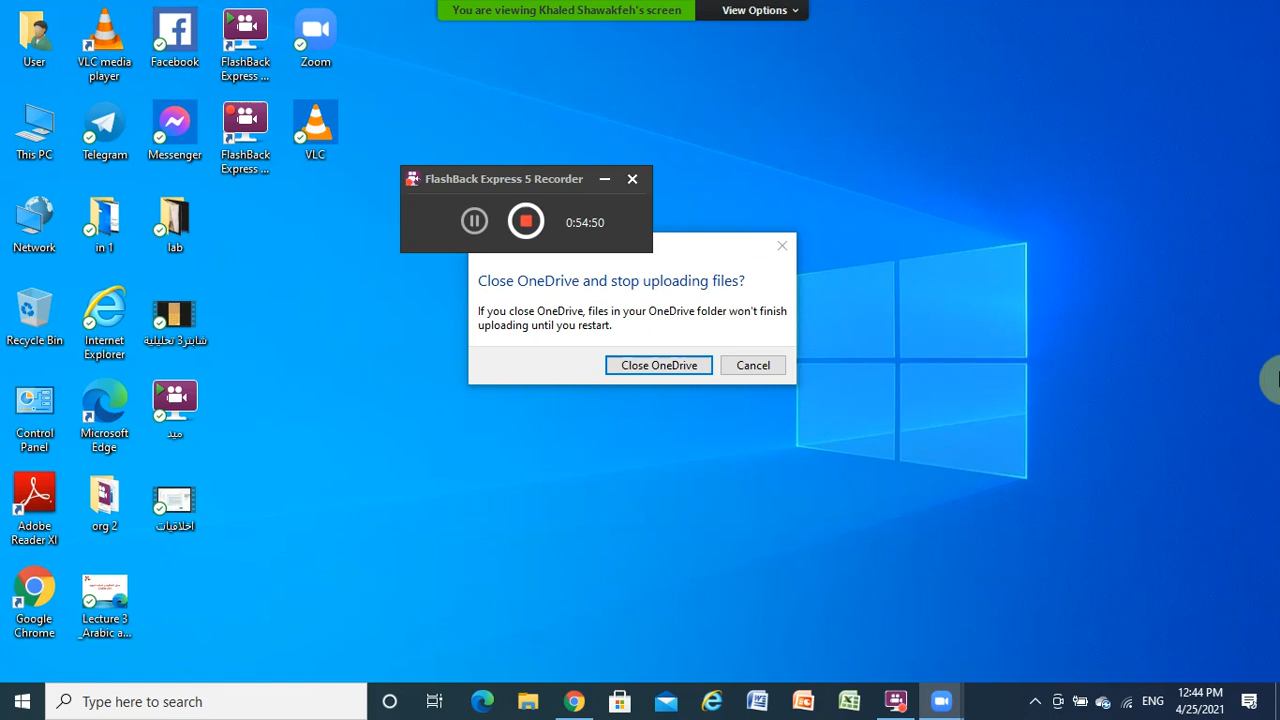 You are viewing Khaled Shawakfeh's screen
View Options
User
VLC media
player
Facebook
FlashBack
Express ...
Zoom
This PC
Telegram
Messenger
FlashBack
Express ...
VLC
FlashBack Express 5 Recorder
0:54:50
Network
in 1
lab
Close OneDrive and stop uploading files?
If you close OneDrive, files in your OneDrive folder won't finish
uploading until you restart.
Close OneDrive
Cancel
Recycle Bin
Internet
Explorer
شابتر3 تحليلية
Control
Panel
Microsoft
Edge
ميد
Adobe
Reader XI
org 2
اخلاقيات
Google
Chrome
Lecture 3
_Arabic a...
Type here to search
ENG
12:44 PM
4/25/2021